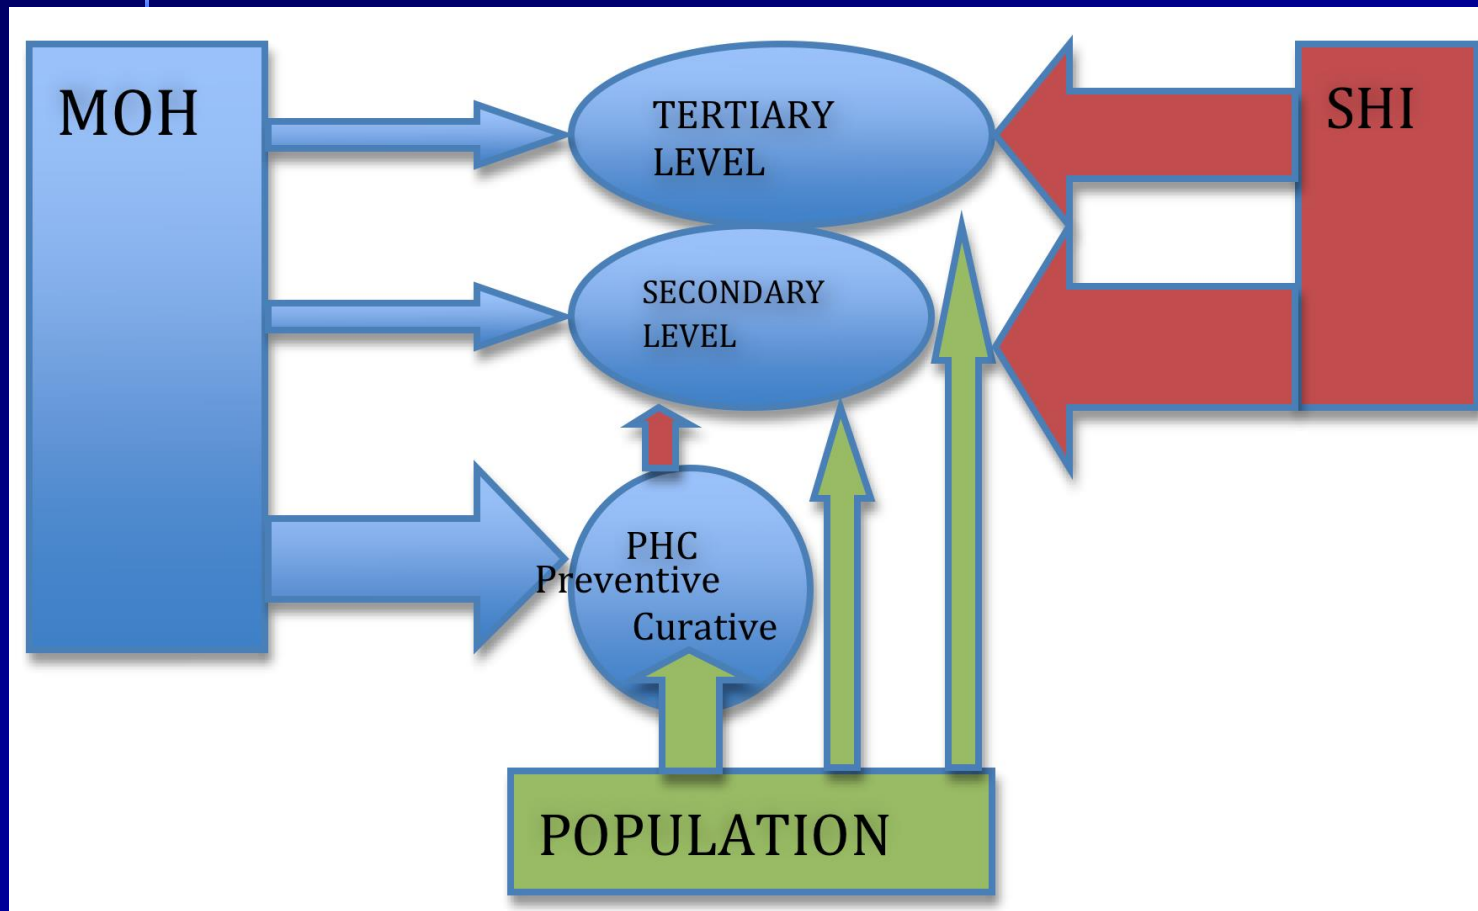 MOH
TERTIARY
LEVEL
SHI
SECONDARY
LEVEL
PHC
Preventive
Curative
POPULATION